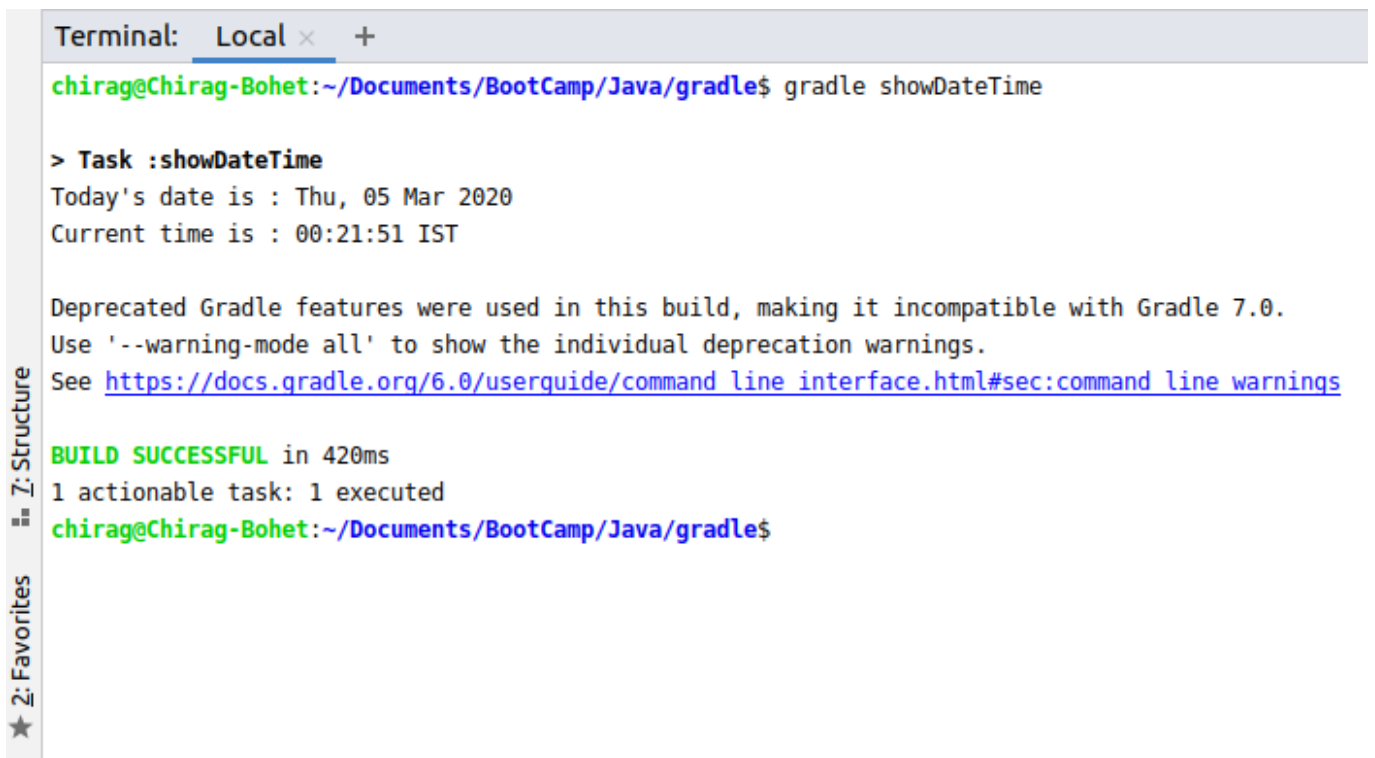 Terminal: Local × +
chirag@Chirag-Bohet:~/Documents/BootCamp/Java/gradle$ gradle showDateTime
> Task :showDateTime
Today's date is : Thu, 05 Mar 2020
Current time is : 00:21:51 IST
Deprecated Gradle features were used in this build, making it incompatible with Gradle 7.0.
Use '--warning-mode all' to show the individual deprecation warnings.
See https://docs.gradle.org/6.0/userguide/command_line_interface.html#sec:command_line_warnings
BUILD SUCCESSFUL in 420ms
1 actionable task: 1 executed
chirag@Chirag-Bohet:~/Documents/BootCamp/Java/gradle$
7: Structure
2: Favorites